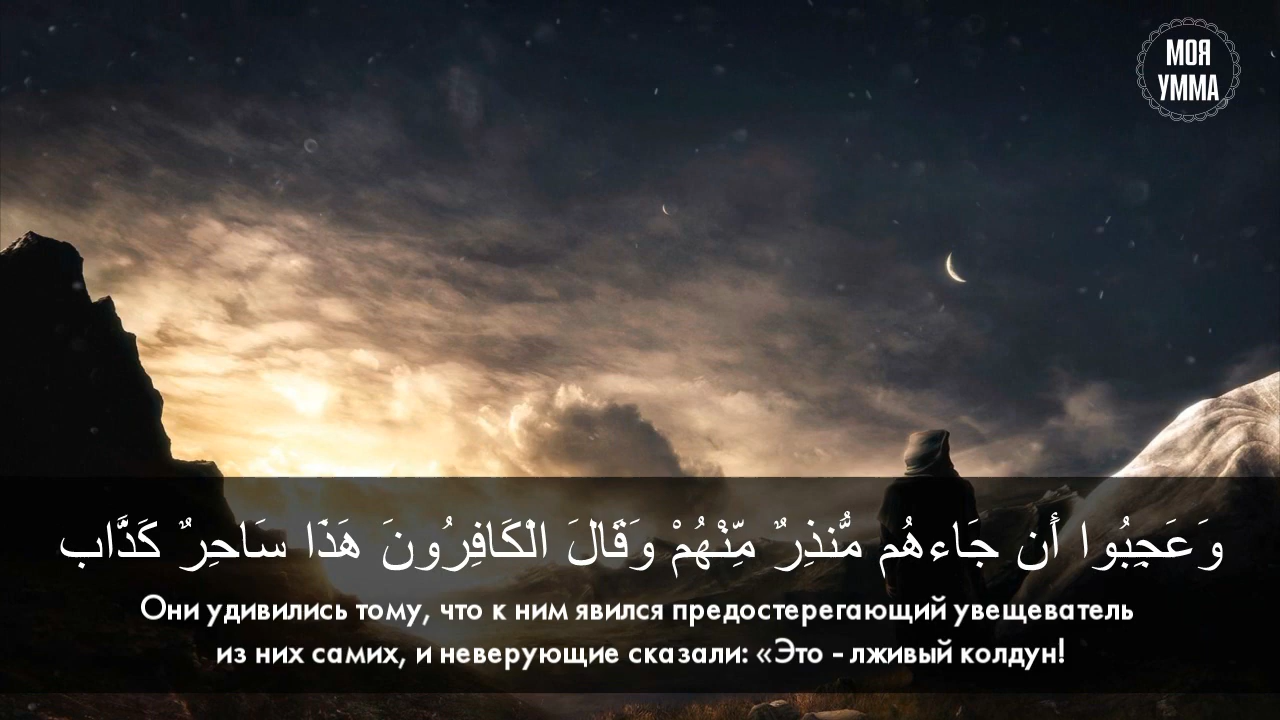 МОЯ
УММА
وَعَجِبُوا أَن جَاءهُم مُّنذِرٌ مِّنْهُمْ وَقَالَ الْكَافِرُونَ هَذَا سَاحِرٌ كَذَّاب
Они удивились тому, что к ним явился предостерегающий увещеватель
из них самих, и неверующие сказали: «Это - лживый колдун!